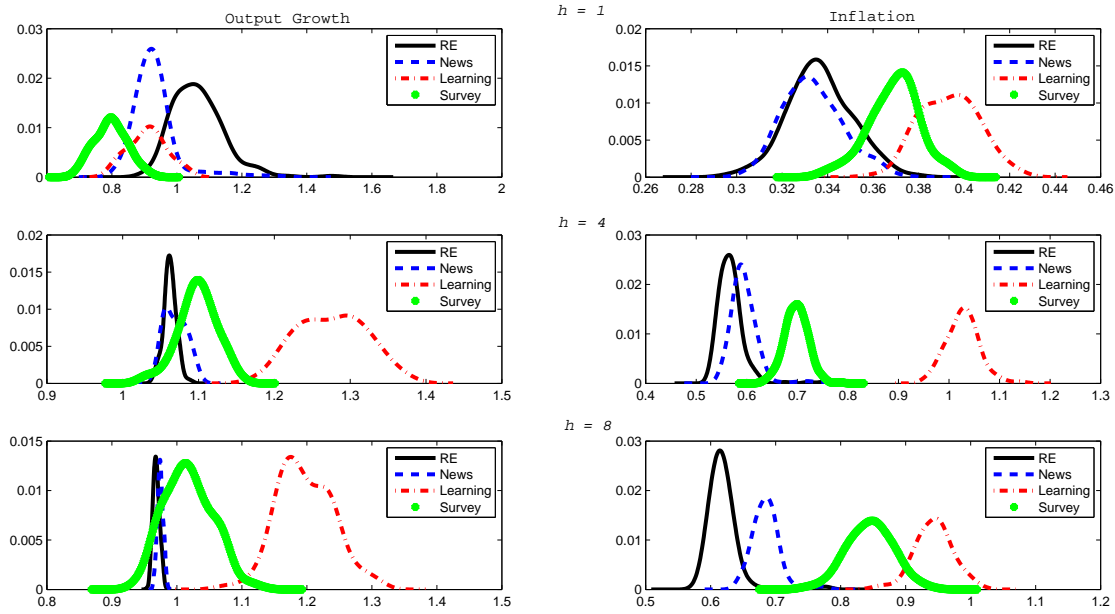 Output Growth
h = 1
Inflation
0.03
0.02
0.01
0
0.8
1
1.2
1.4
1.6
1.8
2
RE
News
Learning
Survey
0.02
0.015
0.01
0.005
0
0.26
0.28
0.3
0.32
0.34
0.36
0.38
0.4
0.42
0.44
0.46
RE
News
Learning
Survey
h = 4
0.02
0.015
0.01
0.005
0
0.9
1
1.1
1.2
1.3
1.4
1.5
RE
News
Learning
Survey
0.03
0.02
0.01
0
0.4
0.5
0.6
0.7
0.8
0.9
1
1.1
1.2
1.3
RE
News
Learning
Survey
h = 8
0.015
0.01
0.005
0
0.8
0.9
1
1.1
1.2
1.3
1.4
1.5
RE
News
Learning
Survey
0.03
0.02
0.01
0
0.5
0.6
0.7
0.8
0.9
1
1.1
1.2
RE
News
Learning
Survey